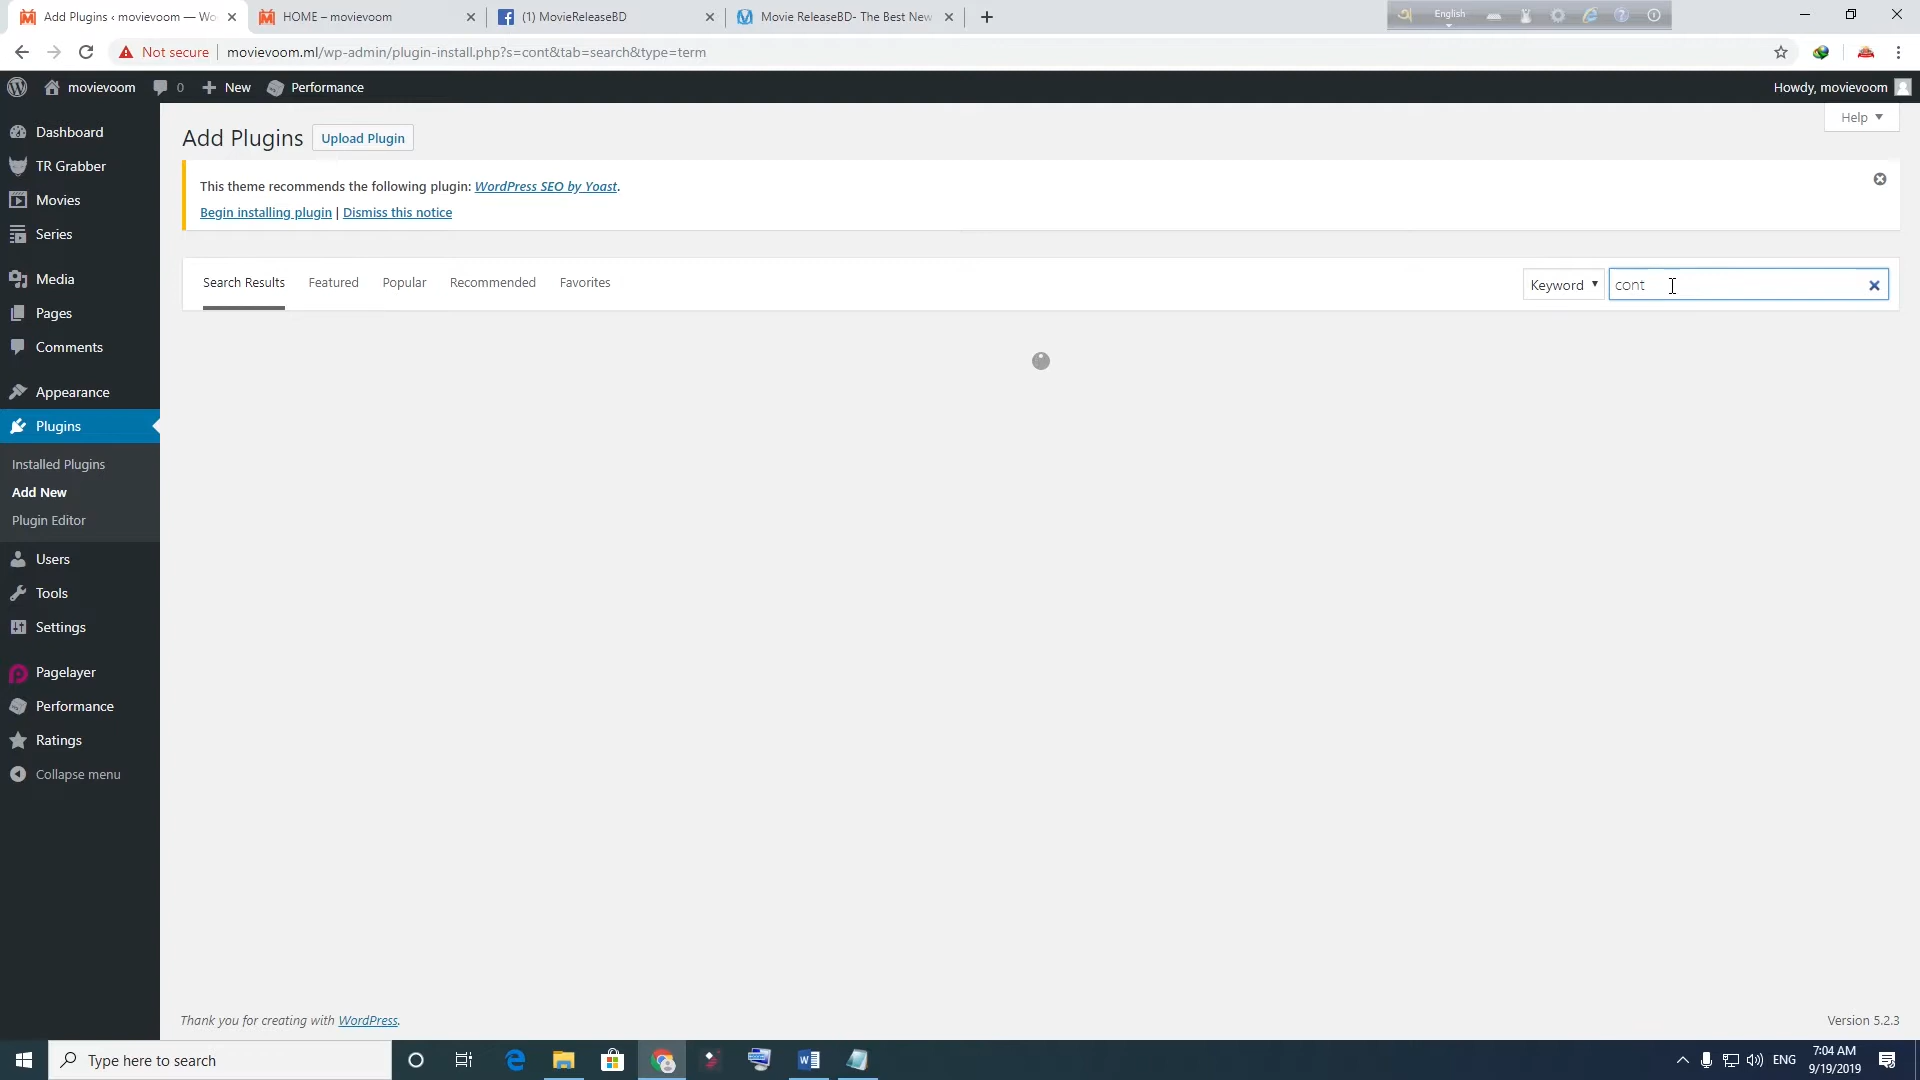 Add Plugins ‹ movievoom — Wo
HOME – movievoom
(1) MovieReleaseBD
Movie ReleaseBD- The Best New
English
Not secure
movievoom.ml/wp-admin/plugin-install.php?s=cont&tab=search&type=term
movievoom
0
New
Performance
Howdy, movievoom
Dashboard
TR Grabber
Movies
Series
Media
Pages
Comments
Appearance
Plugins
Installed Plugins
Add New
Plugin Editor
Users
Tools
Settings
Pagelayer
Performance
Ratings
Collapse menu
Help
Add Plugins
Upload Plugin
This theme recommends the following plugin: WordPress SEO by Yoast.
Begin installing plugin | Dismiss this notice
Search Results
Featured
Popular
Recommended
Favorites
Keyword
cont
Thank you for creating with WordPress.
Version 5.2.3
Type here to search
ENG
7:04 AM
9/19/2019